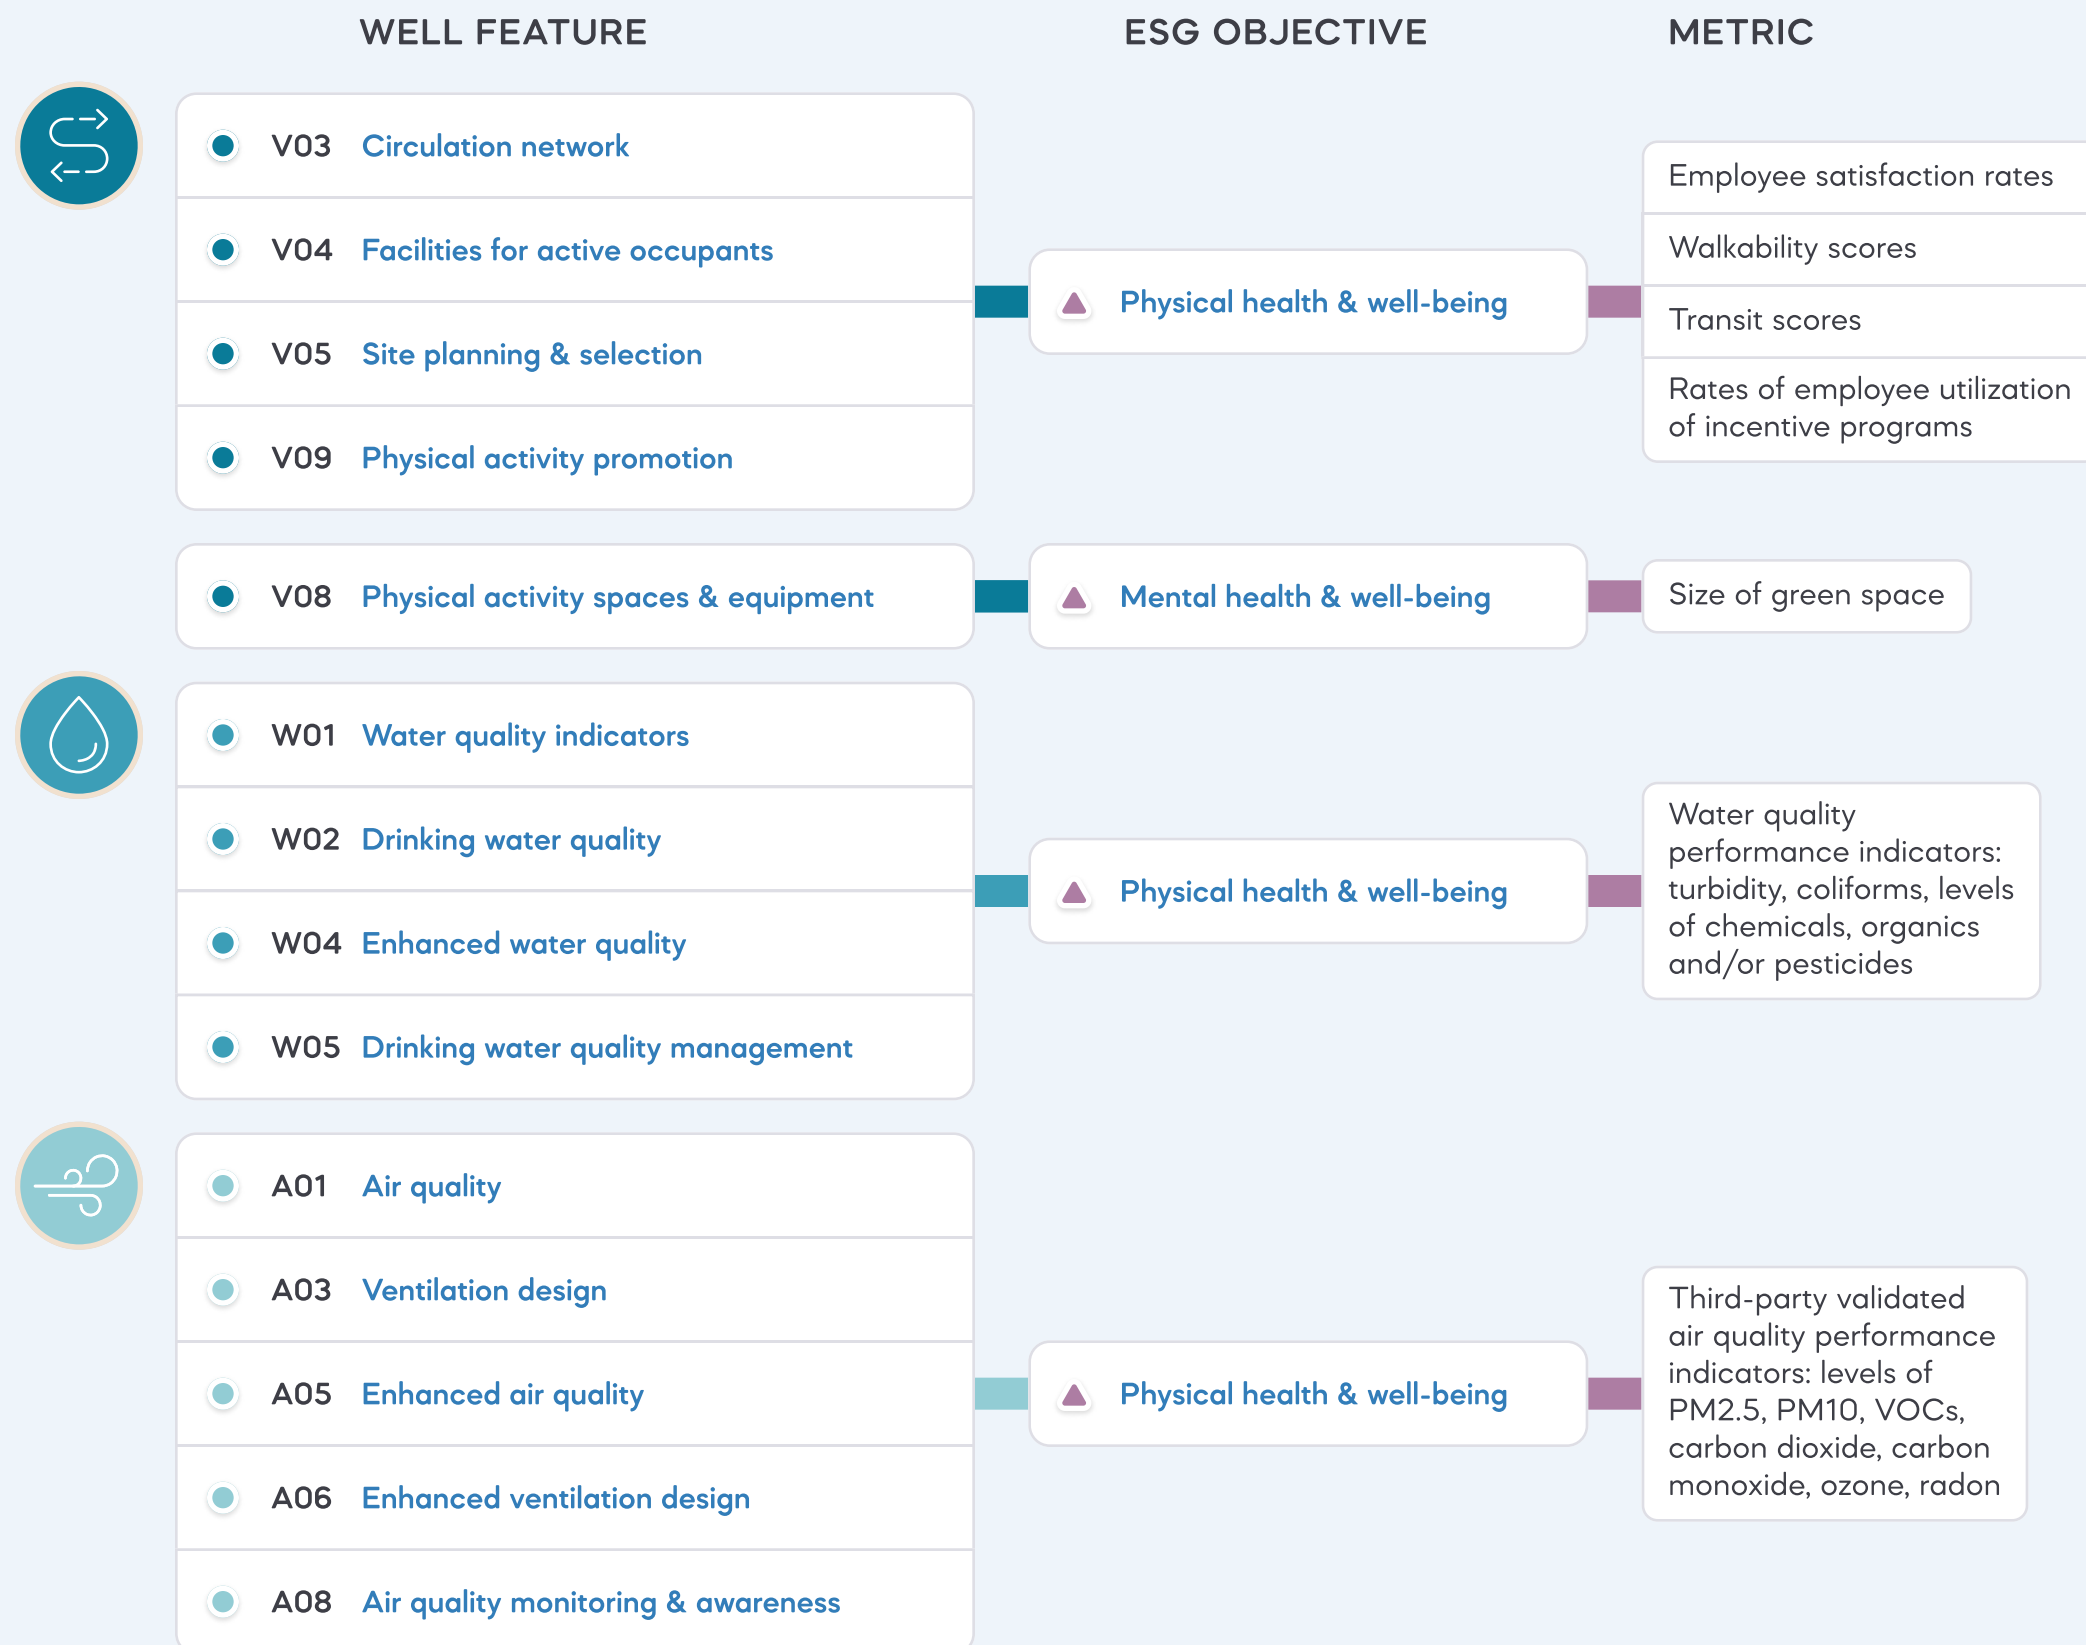 WELL FEATURE
ESG OBJECTIVE
METRIC
V03 Circulation network
V04 Facilities for active occupants
V05 Site planning & selection
V09 Physical activity promotion
Physical health & well-being
Employee satisfaction rates
Walkability scores
Transit scores
Rates of employee utilization
of incentive programs
V08 Physical activity spaces & equipment
Mental health & well-being
Size of green space
W01 Water quality indicators
W02 Drinking water quality
W04 Enhanced water quality
W05 Drinking water quality management
Physical health & well-being
Water quality
performance indicators:
turbidity, coliforms, levels
of chemicals, organics
and/or pesticides
A01 Air quality
A03 Ventilation design
A05 Enhanced air quality
A06 Enhanced ventilation design
A08 Air quality monitoring & awareness
Physical health & well-being
Third-party validated
air quality performance
indicators: levels of
PM2.5, PM10, VOCs,
carbon dioxide, carbon
monoxide, ozone, radon